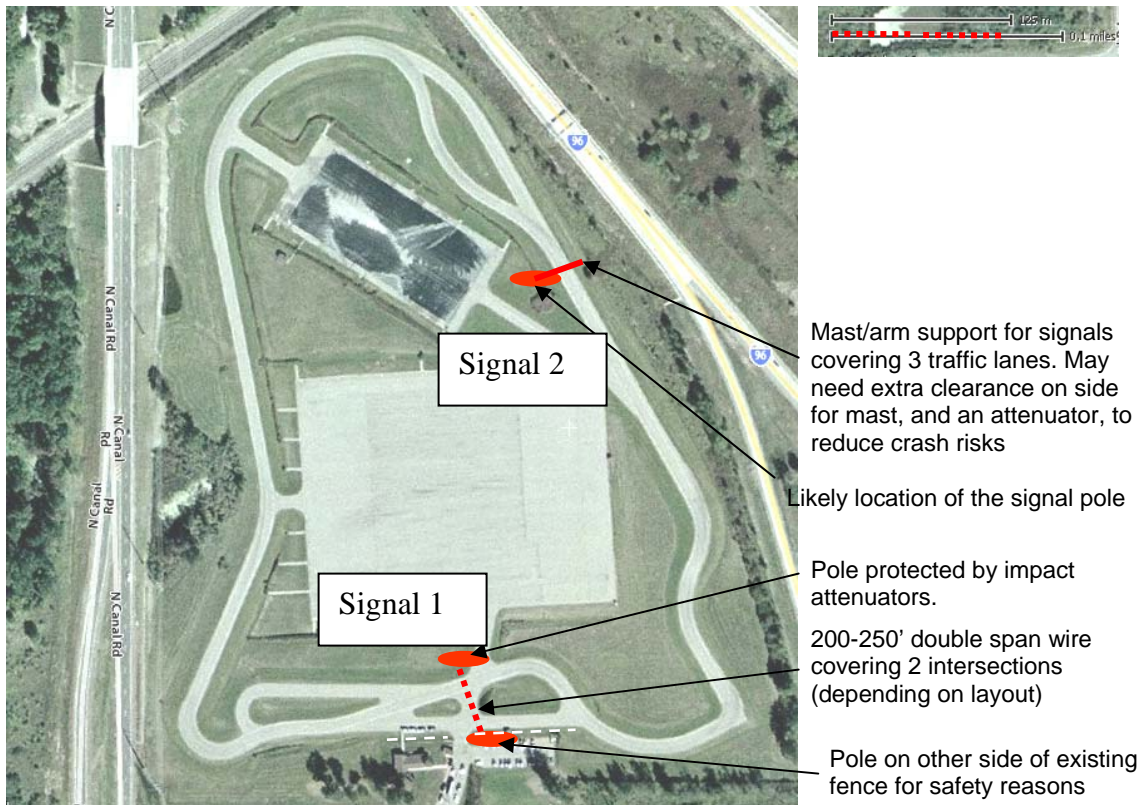 N C
125 m
0.1 miles
96
N Canal Rd
Signal 2
96
Mast/arm support for signals
covering 3 traffic lanes. May
need extra clearance on side
for mast, and an attenuator, to
reduce crash risks
N Canal
Rd
N Canal
Rd
Likely location of the signal pole
Signal 1
Pole protected by impact
attenuators.
N Canal Rd
200-250’ double span wire
covering 2 intersections
(depending on layout)
Pole on other side of existing
fence for safety reasons